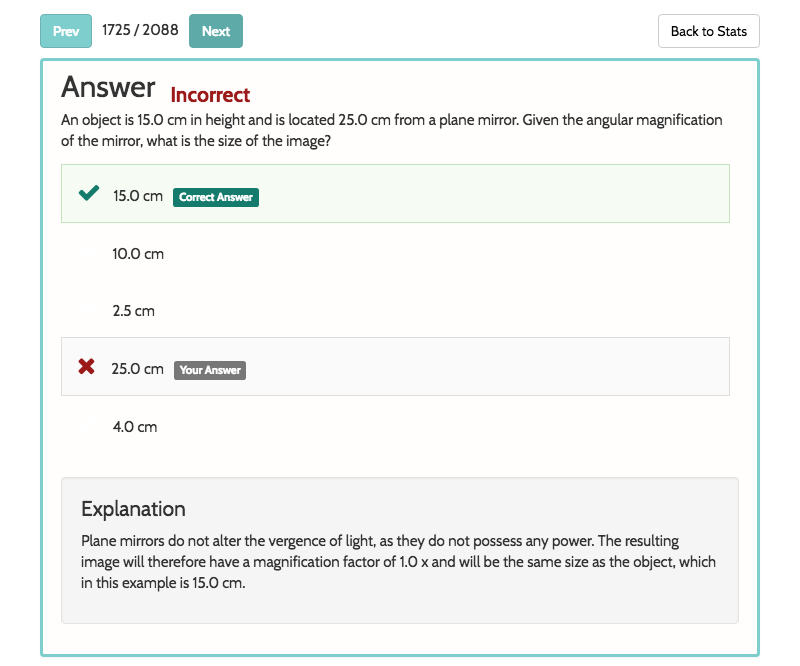 Prev 1725 / 2088 Next Back to Stats
Answer Incorrect
An object is 15.0 cm in height and is located 25.0 cm from a plane mirror. Given the angular magnification
of the mirror, what is the size of the image?
15.0 cm Correct Answer
10.0 cm
2.5 cm
25.0 cm Your Answer
4.0 cm
Explanation
Plane mirrors do not alter the vergence of light, as they do not possess any power. The resulting
image will therefore have a magnification factor of 1.0 x and will be the same size as the object, which
in this example is 15.0 cm.